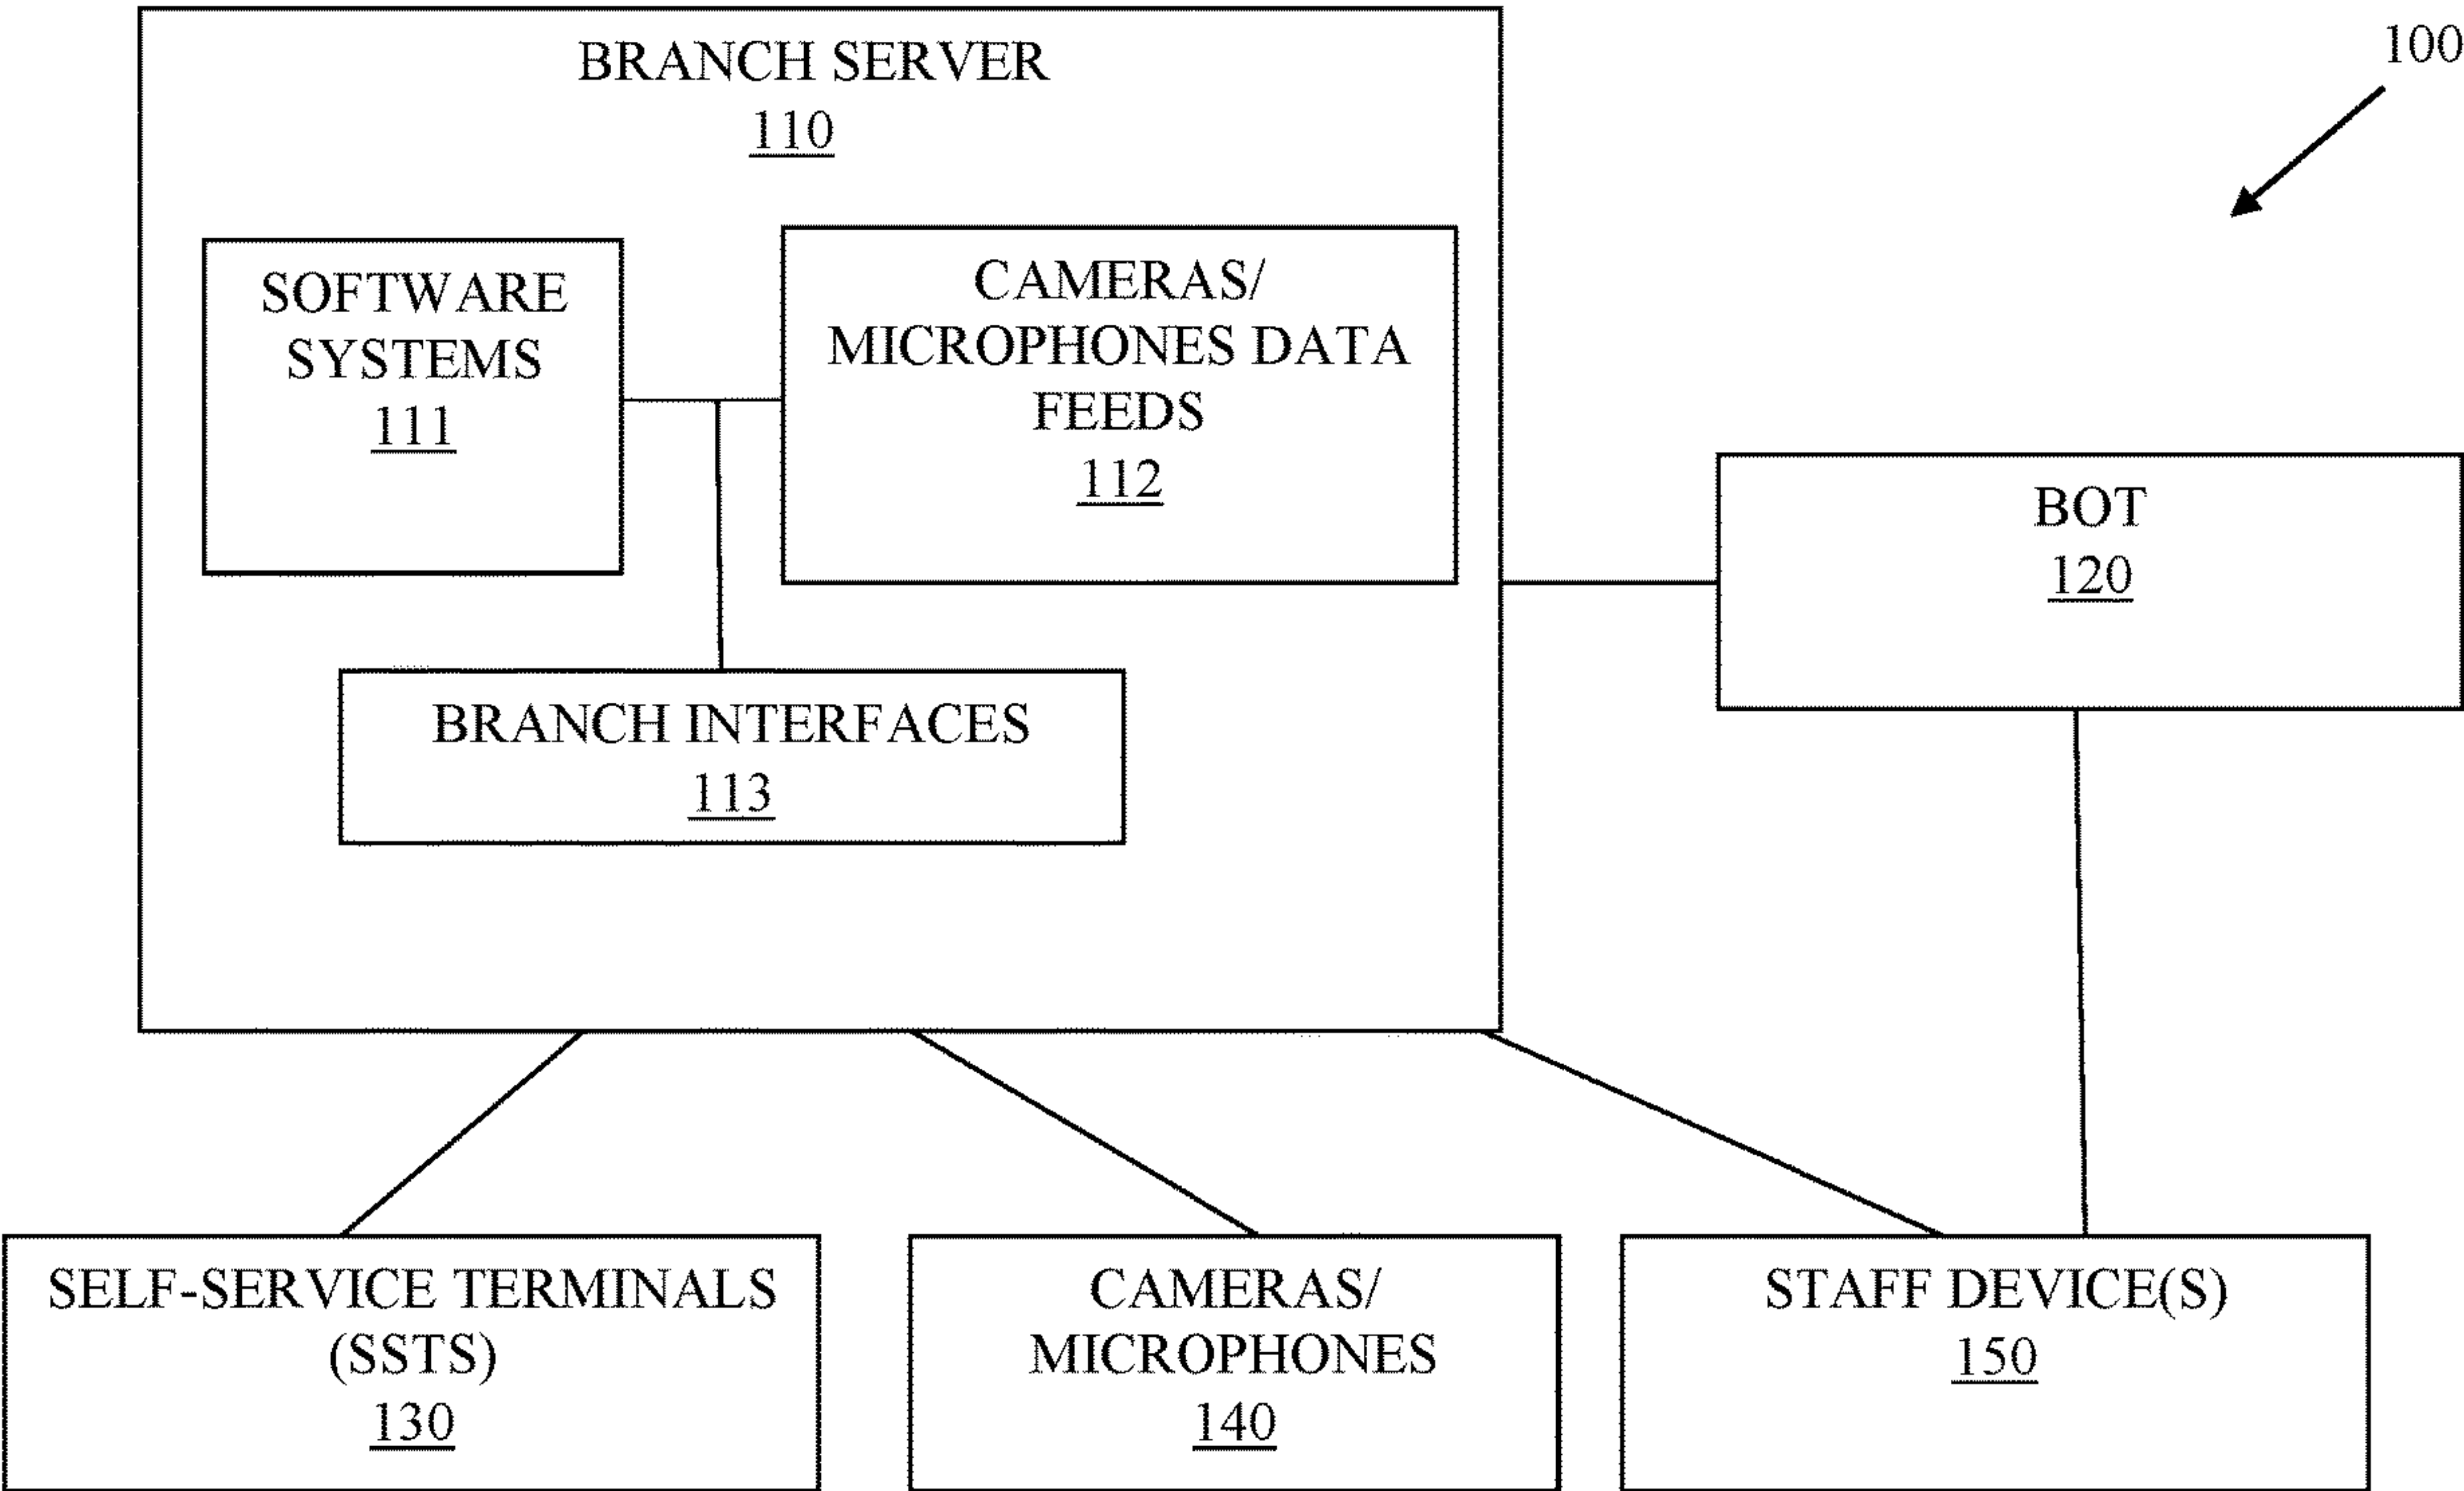 BRANCH SERVER
110
100
SOFTWARE
SYSTEMS
111
CAMERAS/
MICROPHONES DATA
FEEDS
112
BOT
120
BRANCH INTERFACES
113
SELF-SERVICE TERMINALS
(SSTS)
130
CAMERAS/
MICROPHONES
140
STAFF DEVICE(S)
150